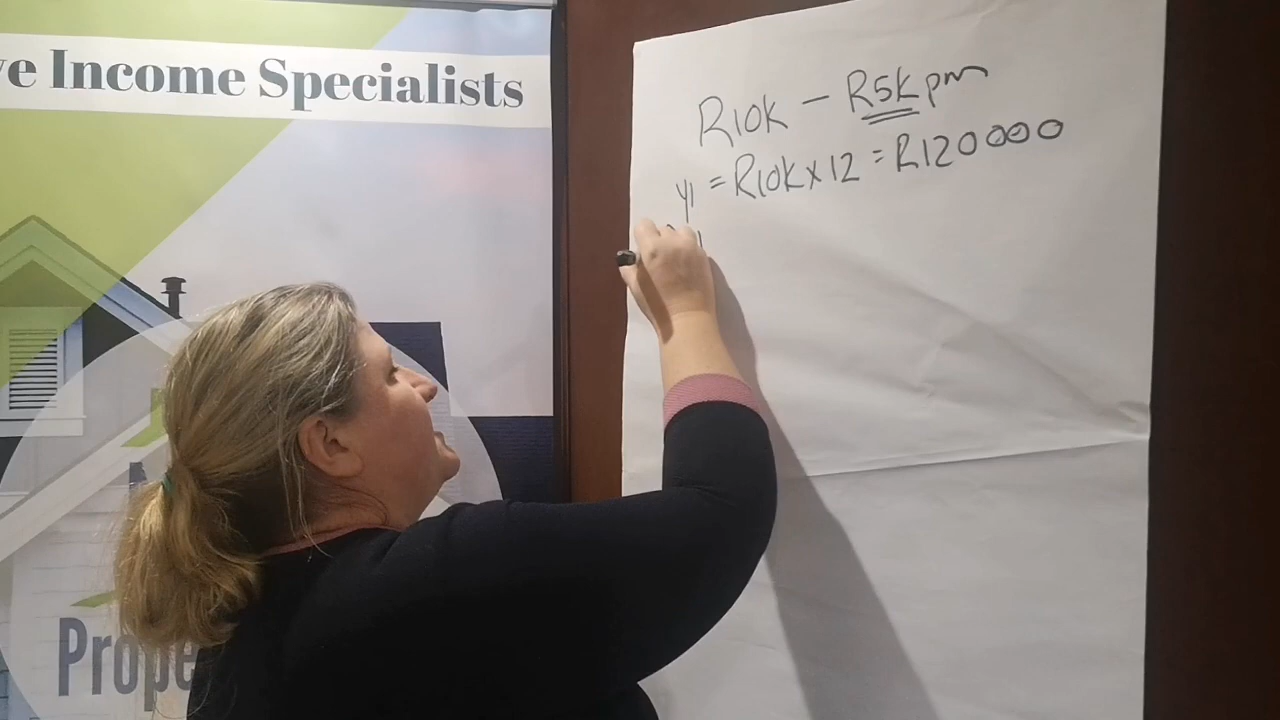 ve Income Specialists
Prope
R10K – R5K pm
y1 = R10K x 12 = R120000